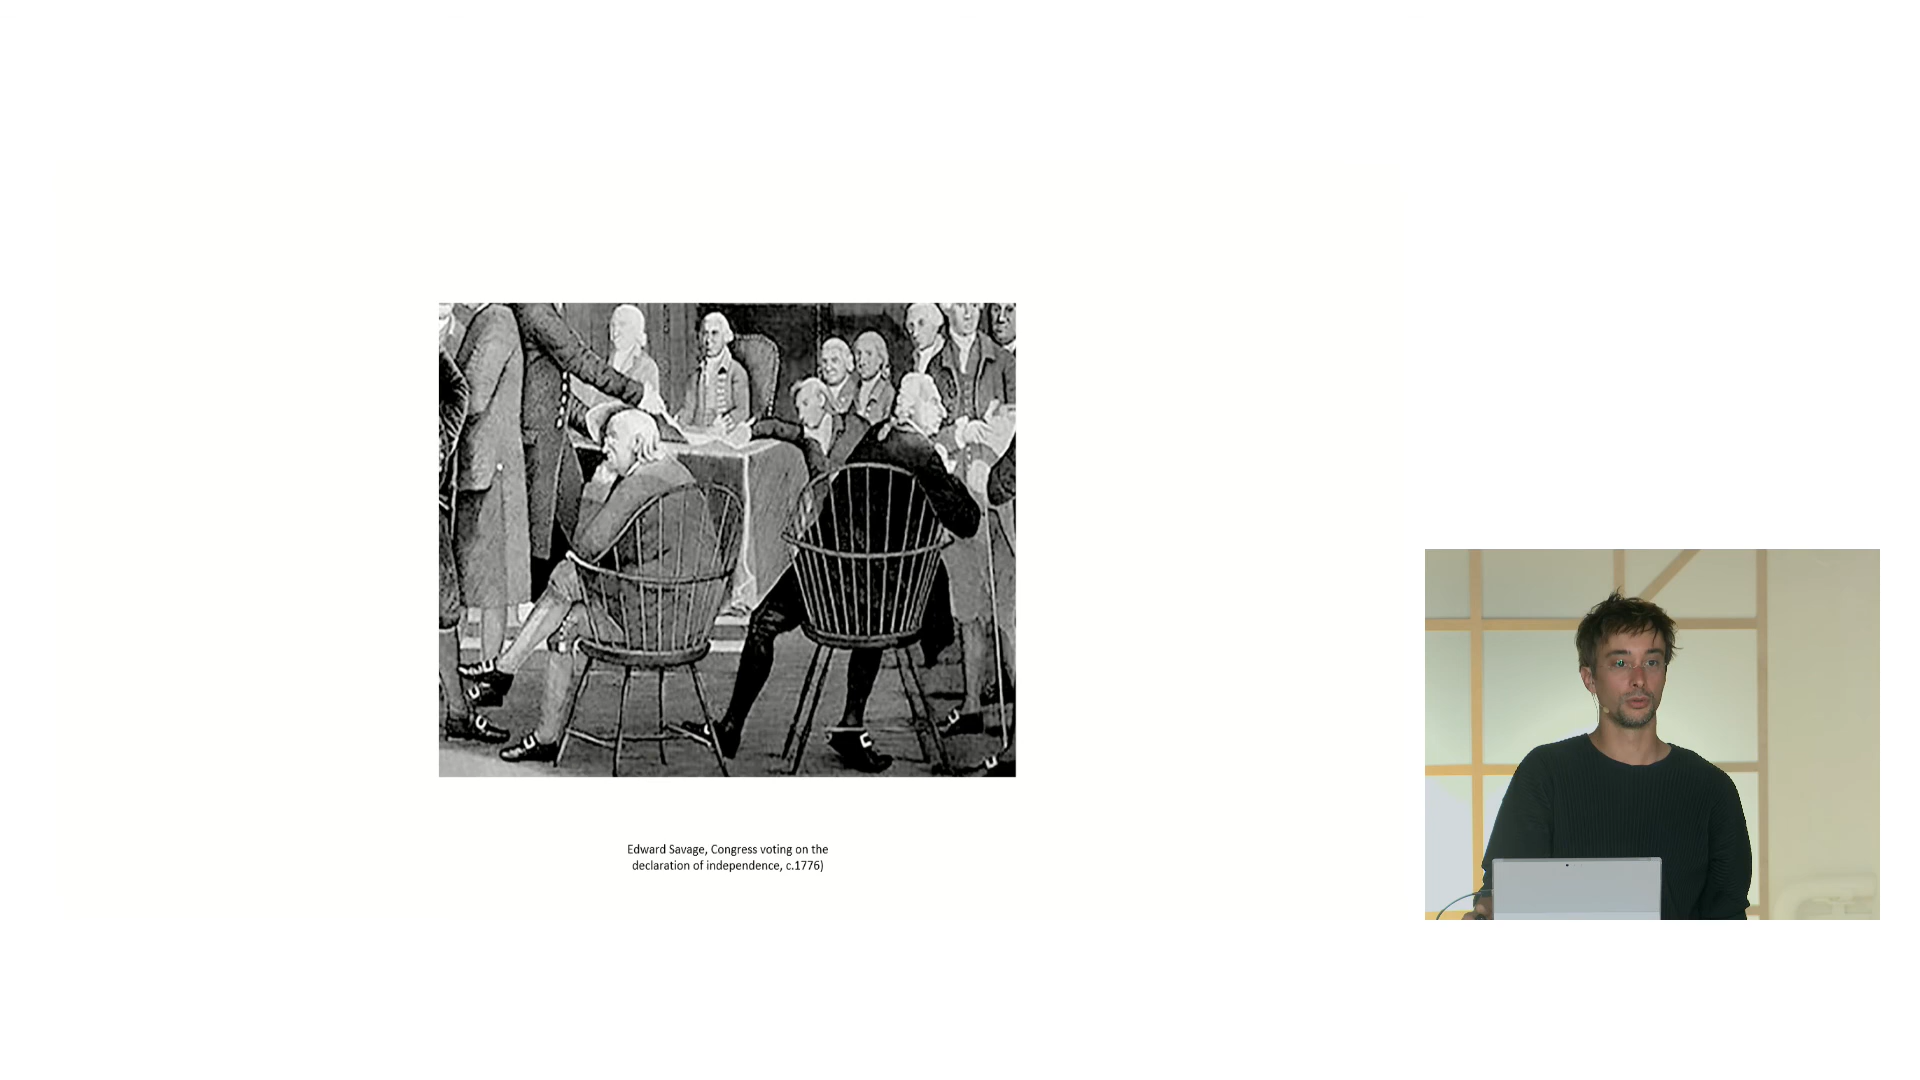 Edward Savage, Congress voting on the
declaration of independence, c.1776)